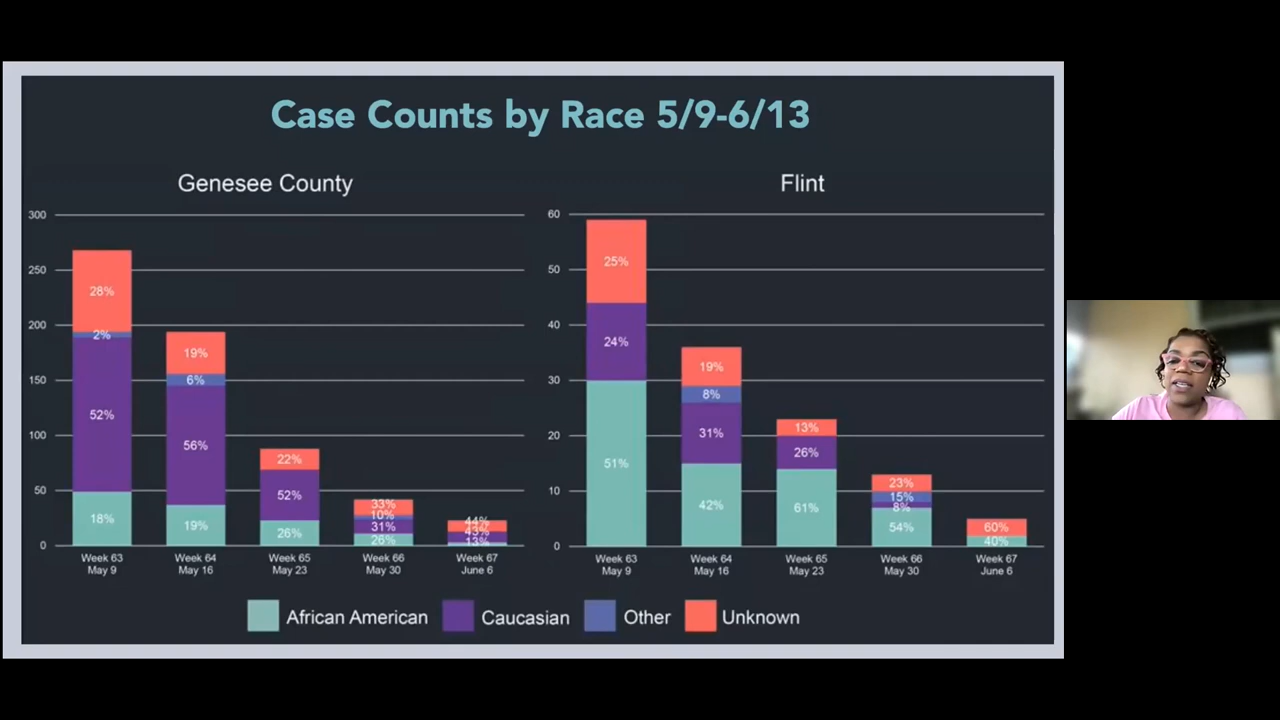 Case Counts by Race 5/9-6/13
Genesee County
300
250
200
150
100
50
0
28%
2%
52%
18%
19%
6%
56%
19%
22%
52%
26%
33%
10%
31%
26%
44%
43%
13%
Week 63
May 9
Week 64
May 16
Week 65
May 23
Week 66
May 30
Week 67
June 6
Flint
60
50
40
30
20
10
0
25%
24%
51%
19%
8%
31%
42%
13%
26%
61%
23%
15%
8%
54%
60%
40%
Week 63
May 9
Week 64
May 16
Week 65
May 23
Week 66
May 30
Week 67
June 6
African American
Caucasian
Other
Unknown